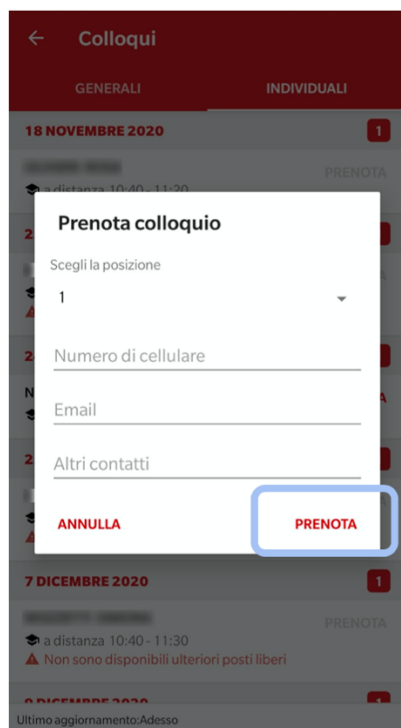 Colloqui
GENERALI
INDIVIDUALI
18 NOVEMBRE 2020
1
PRENOTA
a distanza 10:40 - 11:20
Prenota colloquio
Scegli la posizione
1
Numero di cellulare
Email
Altri contatti
ANNULLA
PRENOTA
7 DICEMBRE 2020
1
PRENOTA
a distanza 10:40 - 11:30
Non sono disponibili ulteriori posti liberi
9 DICEMBRE 2020
Ultimo aggiornamento:Adesso